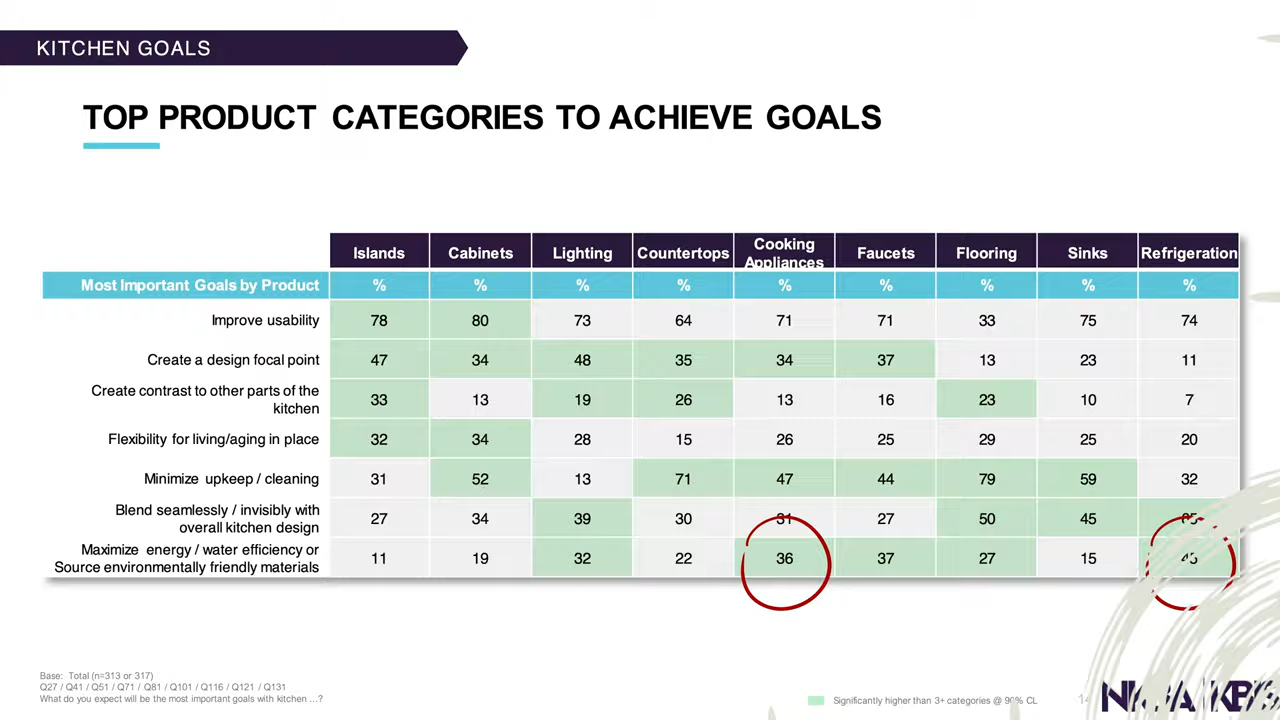 KITCHEN GOALS
TOP PRODUCT CATEGORIES TO ACHIEVE GOALS
Islands Cabinets Lighting Countertops Cooking Appliances Faucets Flooring Sinks Refrigeration
Most Important Goals by Product % % % % % % % % %
Improve usability 78 80 73 64 71 71 33 75 74
Create a design focal point 47 34 48 35 34 37 13 23 11
Create contrast to other parts of the
kitchen 33 13 19 26 13 16 23 10 7
Flexibility for living/aging in place 32 34 28 15 26 25 29 25 20
Minimize upkeep / cleaning 31 52 13 71 47 44 79 59 32
Blend seamlessly / invisibly with
overall kitchen design 27 34 39 30 31 27 50 45
Maximize energy / water efficiency or
Source environmentally friendly materials 11 19 32 22 36 37 27 15
Base: Total (n=313 or 317)
Q27 / Q41 / Q51 / Q71 / Q81 / Q101 / Q116 / Q121 / Q131
What do you expect will be the most important goals with kitchen …?
Significantly higher than 3+ categories @ 90% CL